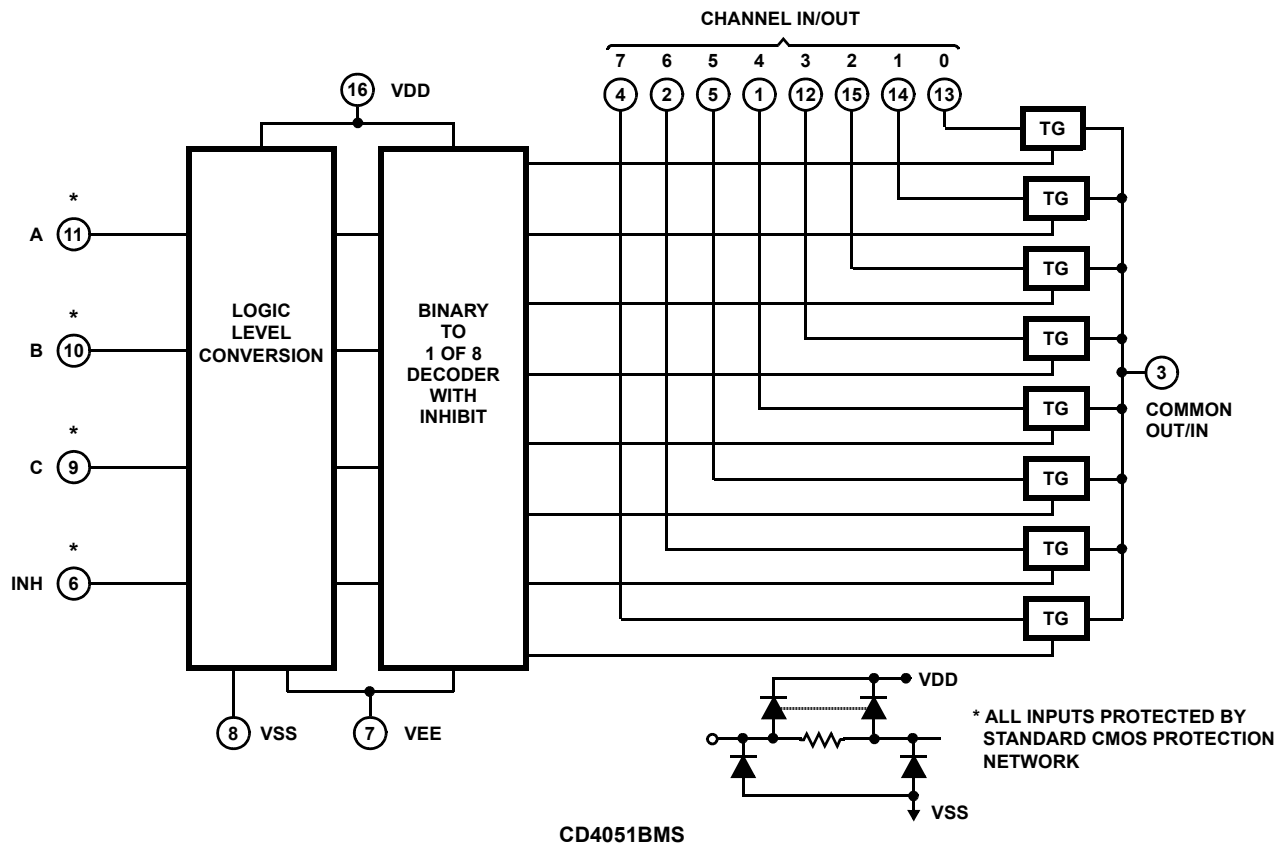 CHANNEL IN/OUT
7 6 5 4 3 2 1 0
4 2 5 1 12 15 14 13
16 VDD
TG
TG
TG
TG
TG
TG
TG
TG
*
A 11
*
B 10
*
C 9
*
INH 6
LOGIC
LEVEL
CONVERSION
BINARY
TO
1 OF 8
DECODER
WITH
INHIBIT
3
COMMON
OUT/IN
8 VSS
7 VEE
VDD
VSS
* ALL INPUTS PROTECTED BY
STANDARD CMOS PROTECTION
NETWORK
CD4051BMS